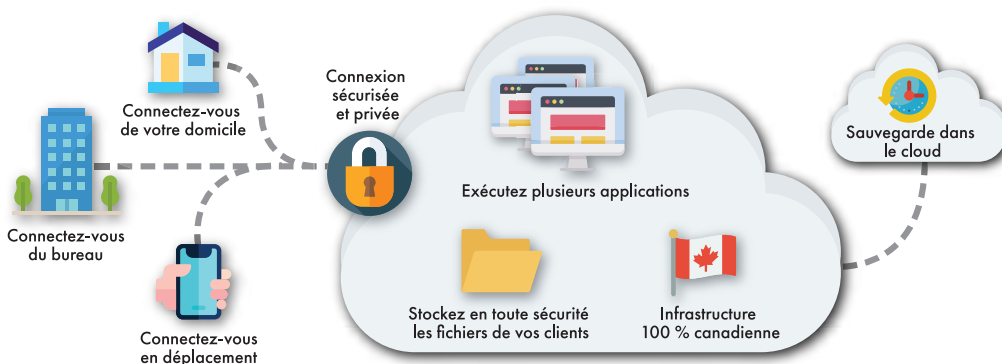 Connectez-vous
de votre domicile
Connectez-vous
du bureau
Connectez-vous
en déplacement
Connexion
sécurisée
et privée
Exécutez plusieurs applications
Stockez en toute sécurité
les fichiers de vos clients
Infrastructure
100 % canadienne
Sauvegarde dans
le cloud